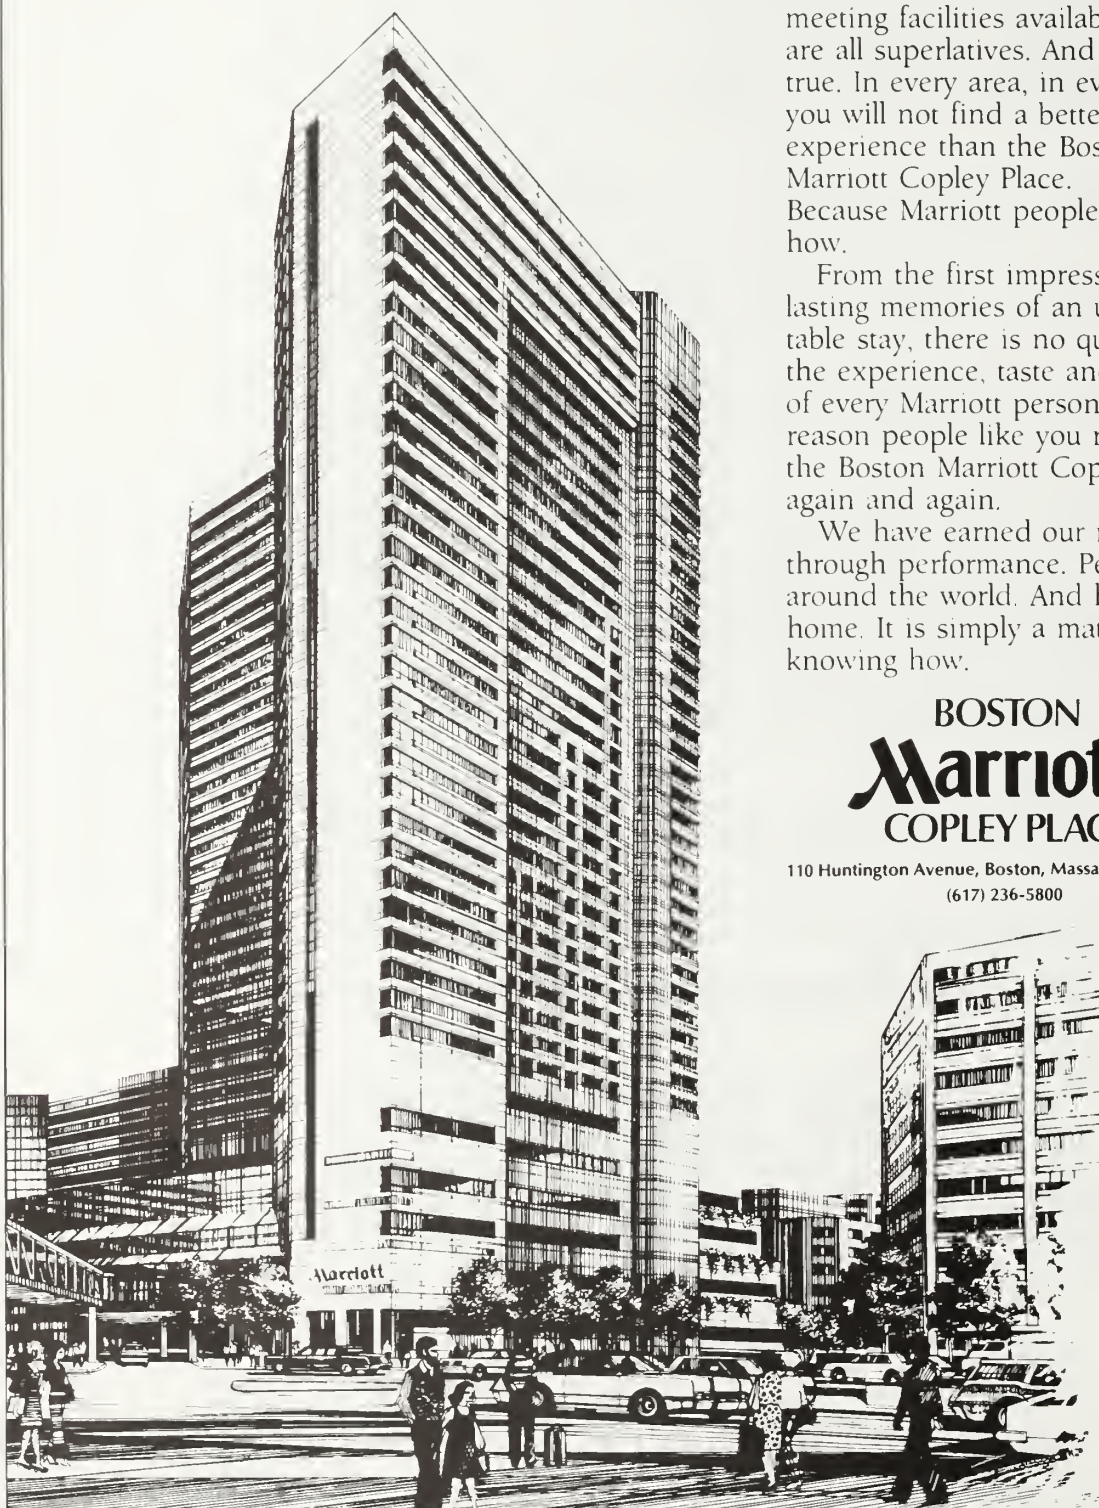 meeting facilities availab
are all superlatives. And
true. In every area, in ev
you will not find a bette
experience than the Bos
Marriott Copley Place.
Because Marriott people
how.
From the first impress
lasting memories of an u
table stay, there is no qu
the experience, taste an
of every Marriott person
reason people like you r
the Boston Marriott Cop
again and again.
We have earned our r
through performance. Pe
around the world. And h
home. It is simply a mat
knowing how.
BOSTON
Marriot
COPLEY PLAC
110 Huntington Avenue, Boston, Massa
(617) 236-5800
Marriott